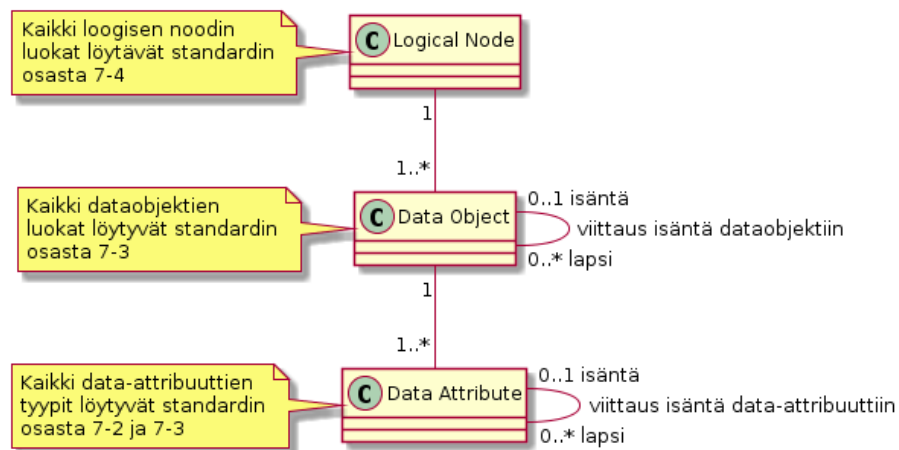 Kaikki loogisen noodin
luokat löytävät standardin
osasta 7-4
C Logical Node
1
1..*
Kaikki dataobjektien
luokat löytyvät standardin
osasta 7-3
C Data Object
0..1 isäntä
viittaus isäntä dataobjektiin
0..* lapsi
1
1..*
Kaikki data-attribuuttien
tyypit löytyvät standardin
osasta 7-2 ja 7-3
C Data Attribute
0..1 isäntä
viittaus isäntä data-attribuuttiin
0..* lapsi